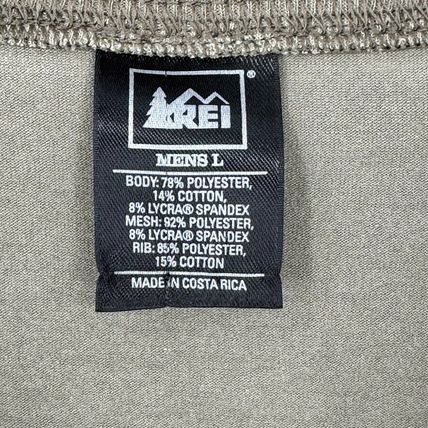 ®
REI
MENS L
BODY: 78% POLYESTER,
14% COTTON,
8% LYCRA® SPANDEX
MESH: 92% POLYESTER,
8% LYCRA® SPANDEX
RIB: 85% POLYESTER,
15% COTTON
MADE IN COSTA RICA